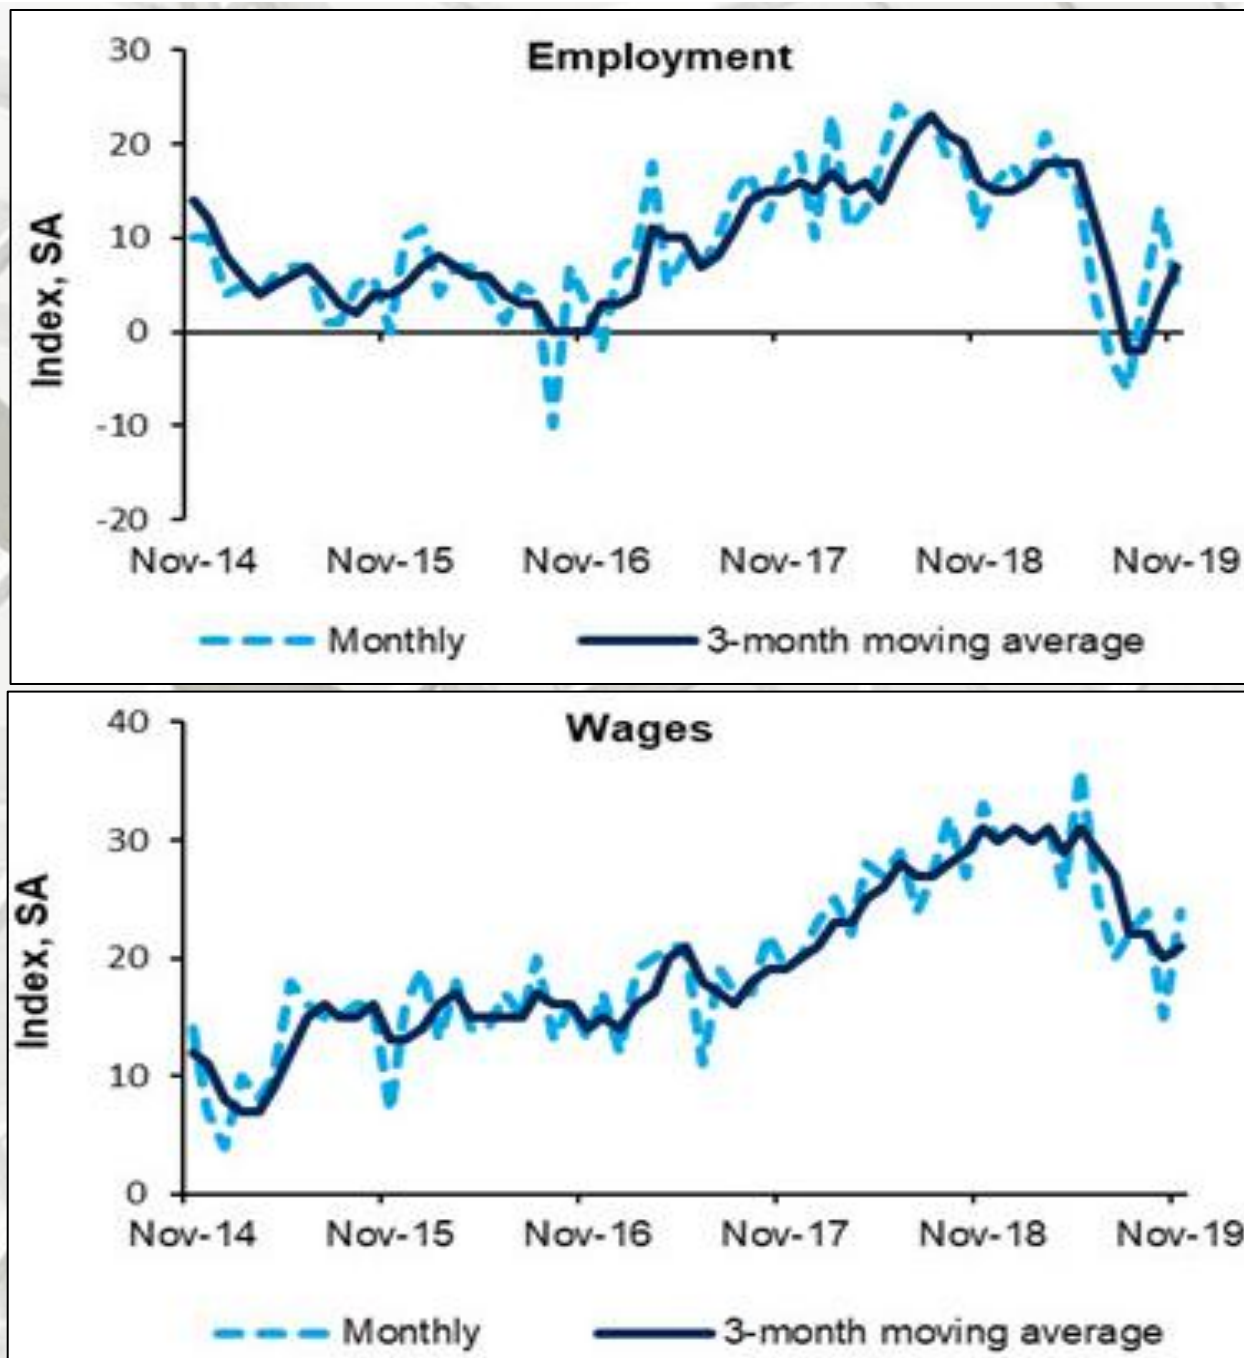 Employment
30
20
10
0
-10
-20
Index, SA
Nov-14 Nov-15 Nov-16 Nov-17 Nov-18 Nov-19
Monthly 3-month moving average
Wages
40
30
20
10
0
Index, SA
Nov-14 Nov-15 Nov-16 Nov-17 Nov-18 Nov-19
Monthly 3-month moving average